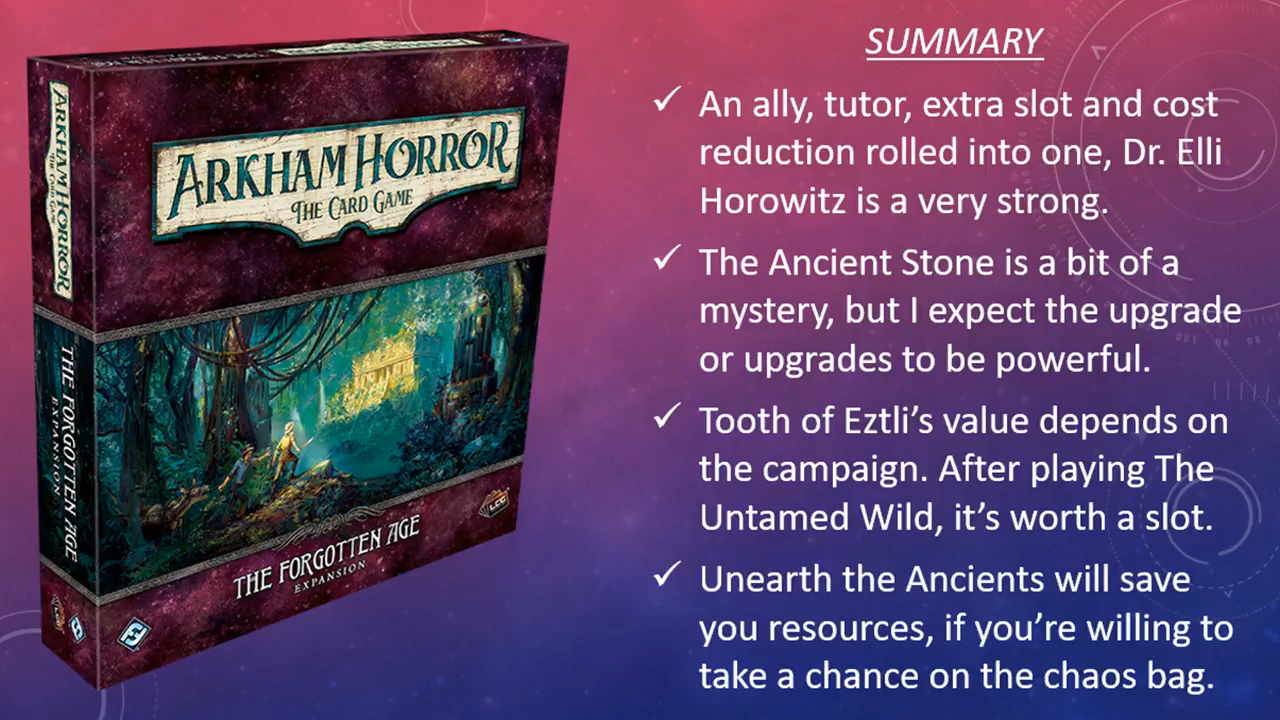 SUMMARY
✓ An ally, tutor, extra slot and cost
reduction rolled into one, Dr. Elli
Horowitz is a very strong.
✓ The Ancient Stone is a bit of a
mystery, but I expect the upgrade
or upgrades to be powerful.
✓ Tooth of Eztli’s value depends on
the campaign. After playing The
Untamed Wild, it’s worth a slot.
✓ Unearth the Ancients will save
you resources, if you’re willing to
take a chance on the chaos bag.
ARKHAM HORROR
THE CARD GAME
THE FORGOTTEN AGE
EXPANSION
LCG
ARKHAM HORROR
THE CARD GAME
THE FORGOTTEN AGE
EXPANSION